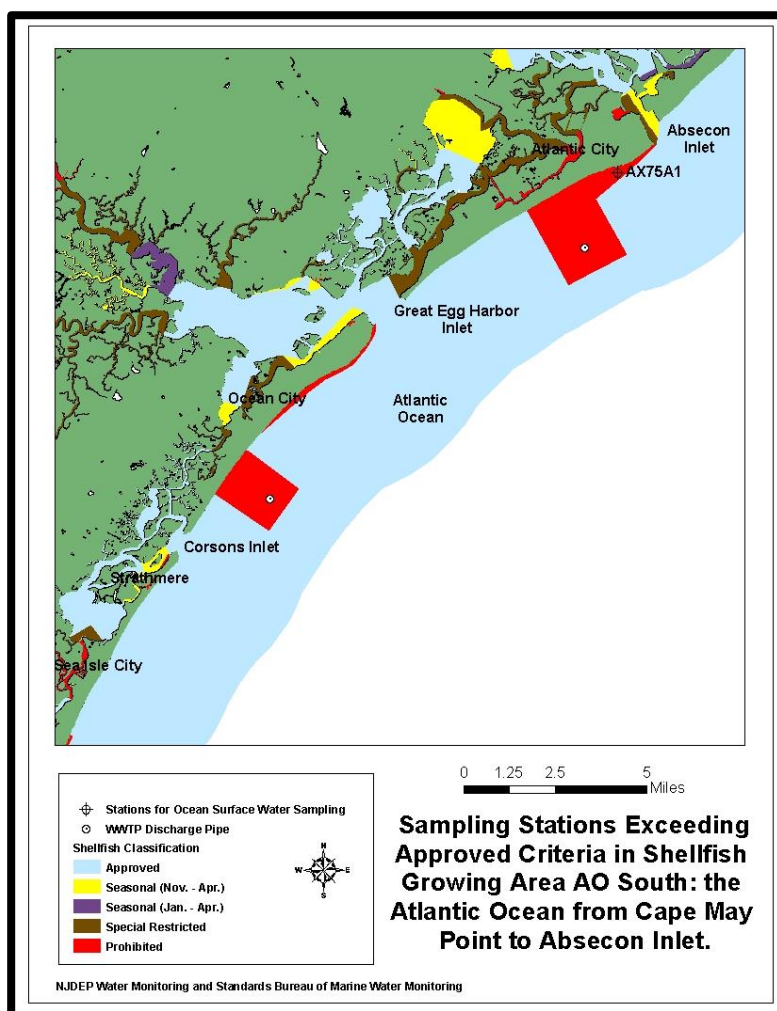 Absecon
Inlet
Atlantic City
AX75A1
Great Egg Harbor
Inlet
Ocean City
Atlantic
Ocean
Corsons Inlet
Strathmere
Sea Isle City
0 1.25 2.5 5
Miles
Stations for Ocean Surface Water Sampling
WWTP Discharge Pipe
Shellfish Classification
Approved
Seasonal (Nov. - Apr.)
Seasonal (Jan. - Apr.)
Special Restricted
Prohibited
N
W E
S
Sampling Stations Exceeding
Approved Criteria in Shellfish
Growing Area AO South: the
Atlantic Ocean from Cape May
Point to Absecon Inlet.
NJDEP Water Monitoring and Standards Bureau of Marine Water Monitoring